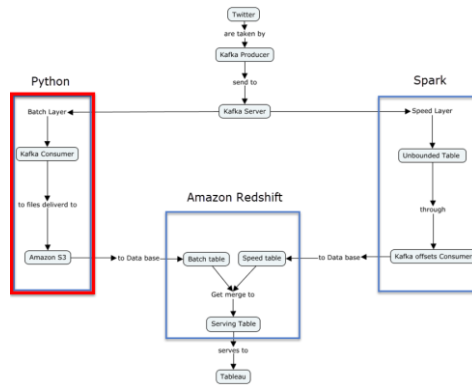 Twitter
are taken by
Kafka Producer
send to
Python
Spark
Batch Layer
Kafka Server
Speed Layer
Kafka Consumer
Unbounded Table
to files deliverd to
through
Amazon Redshift
Amazon S3
to Data base
Batch table
Speed table
to Data base
Kafka offsets Consumer
Get merge to
Serving Table
serves to
Tableau